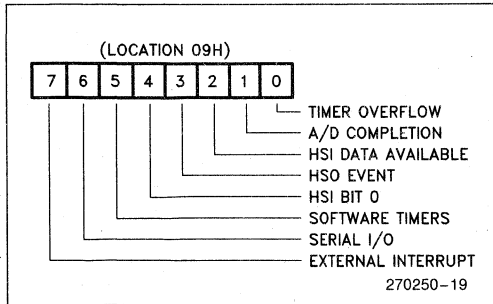 (LOCATION 09H)
7 6 5 4 3 2 1 0
TIMER OVERFLOW
A/D COMPLETION
HSI DATA AVAILABLE
HSO EVENT
HSI BIT 0
SOFTWARE TIMERS
SERIAL I/O
EXTERNAL INTERRUPT
270250-19